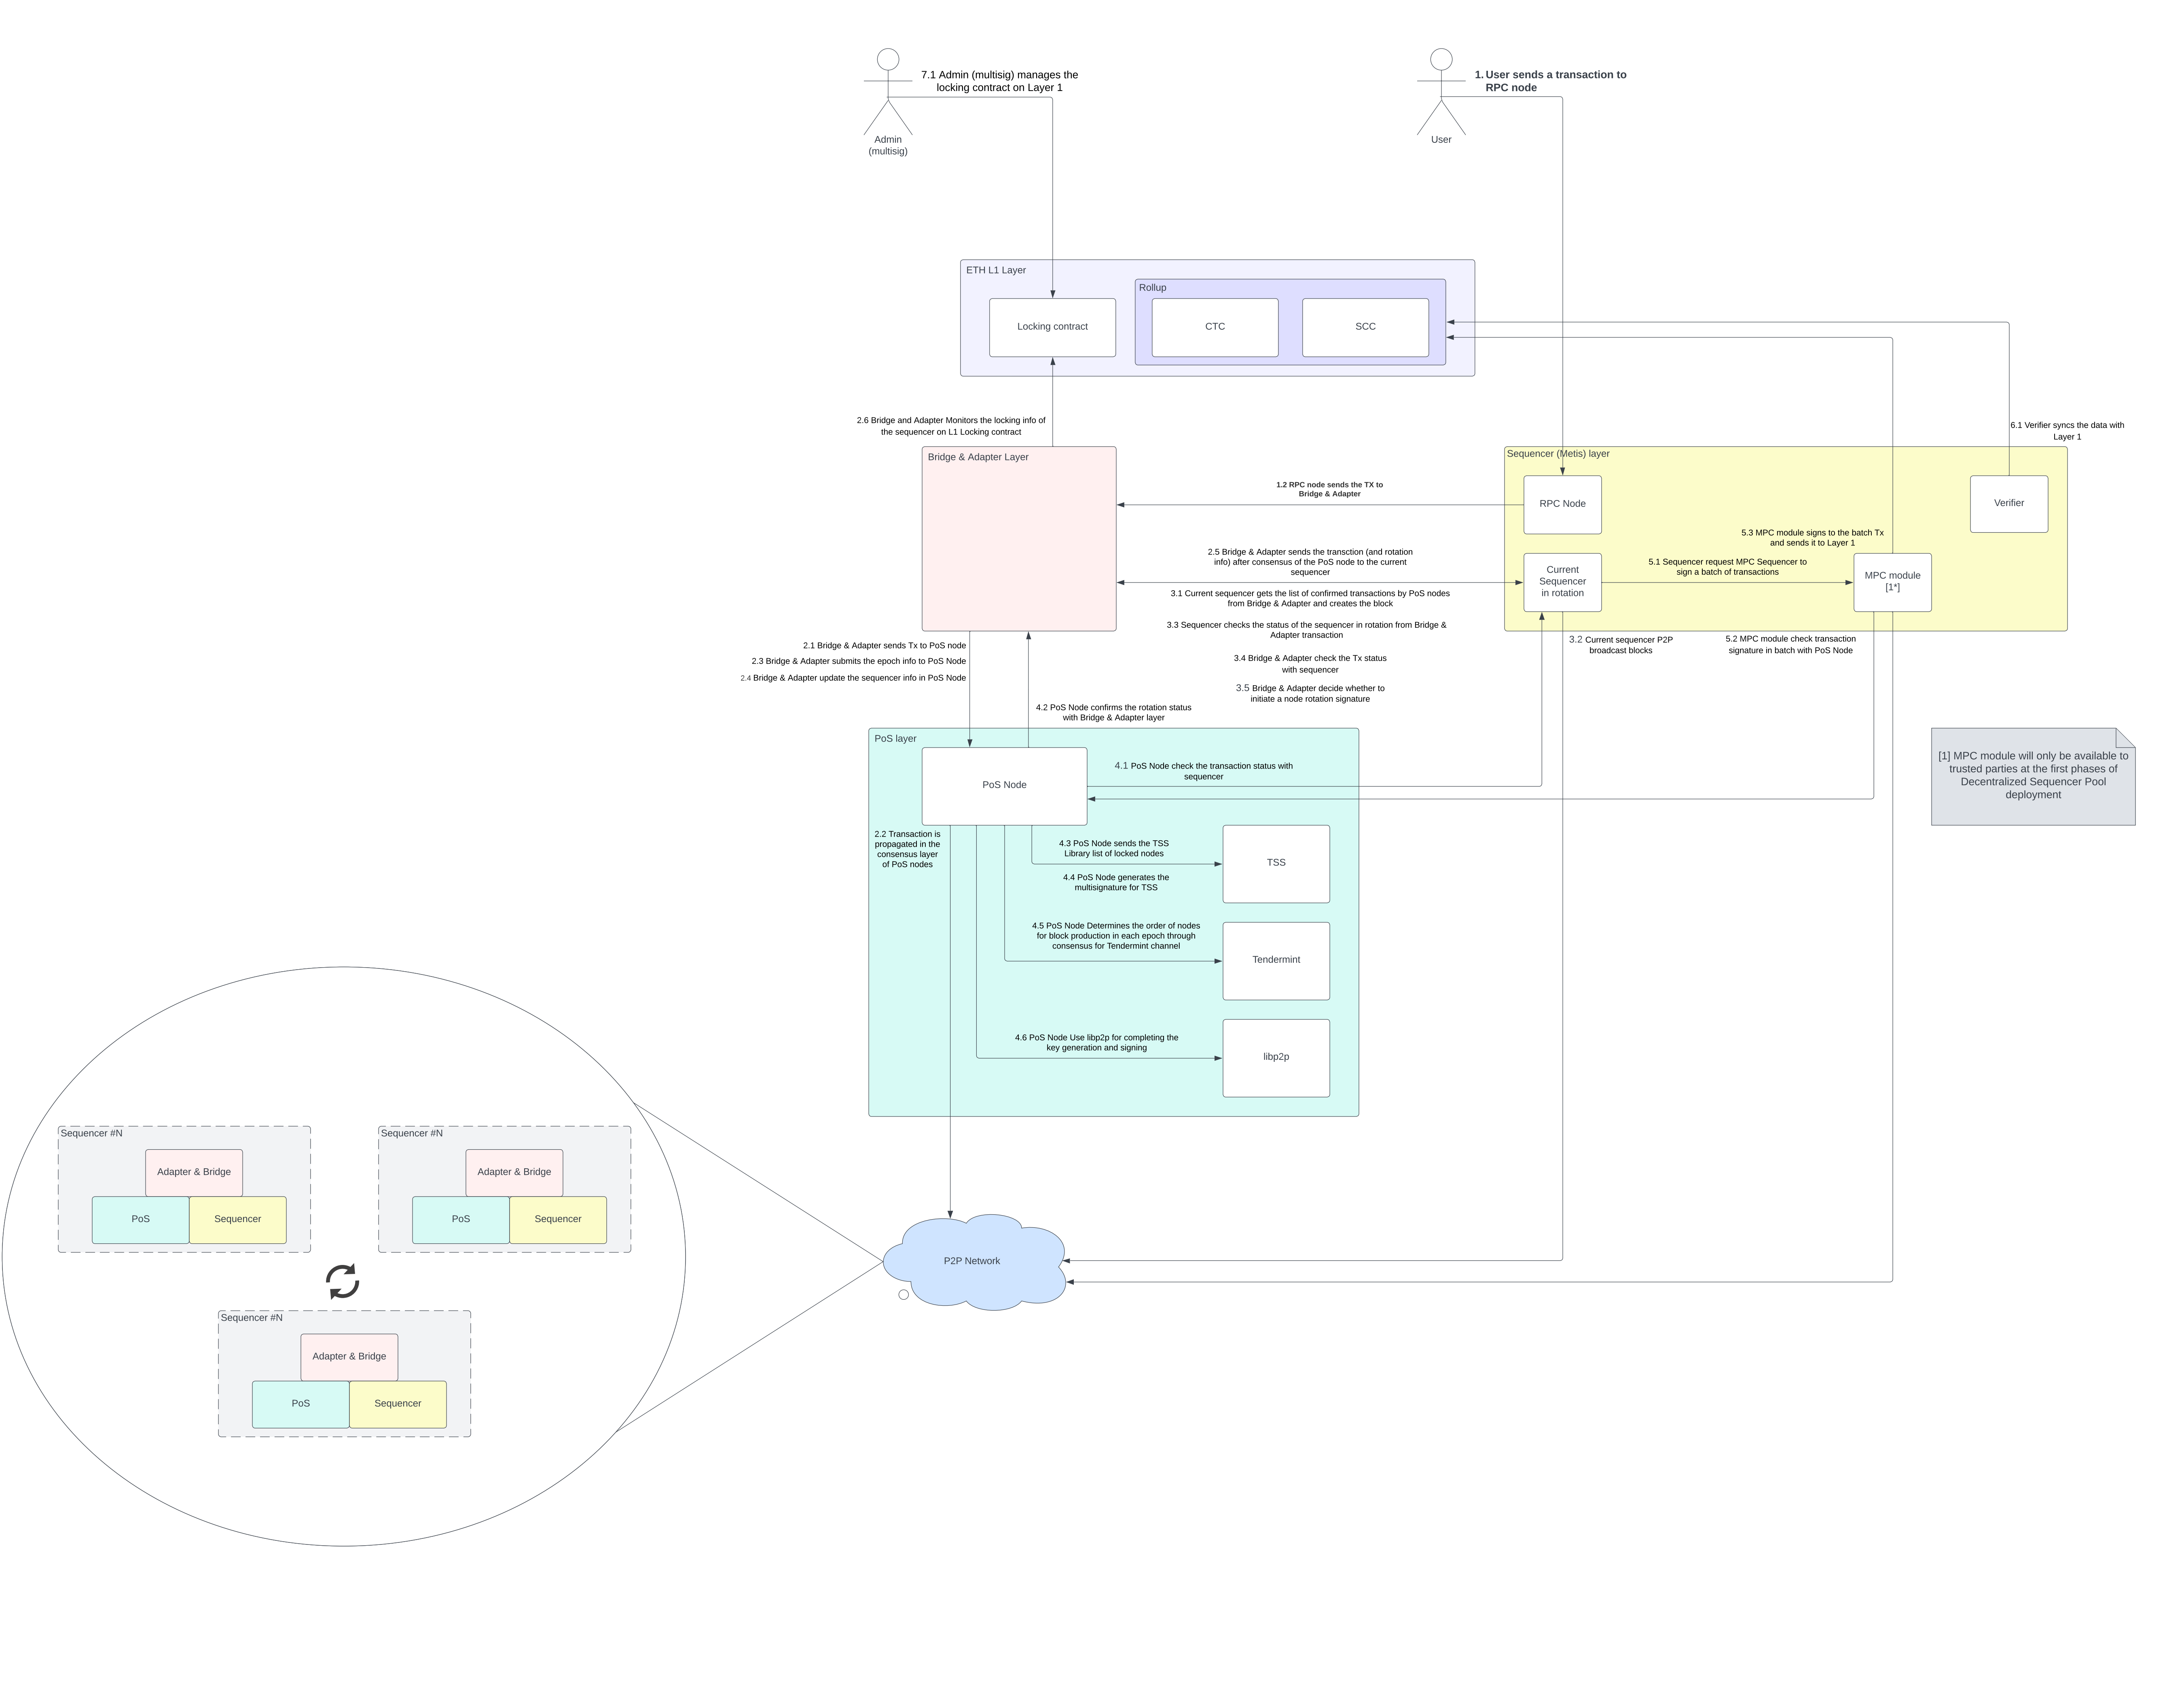 7.1 Admin (multisig) manages the
locking contract on Layer 1
Admin
(multisig)
1. User sends a transaction to
RPC node
User
ETH L1 Layer
Rollup
Locking contract
CTC
SCC
2.6 Bridge and Adapter Monitors the locking info of
the sequencer on L1 Locking contract
6.1 Verifier syncs the data with
Layer 1
Bridge & Adapter Layer
Sequencer (Metis) layer
1.2 RPC node sends the TX to
Bridge & Adapter
RPC Node
Verifier
5.3 MPC module signs to the batch Tx
and sends it to Layer 1
2.5 Bridge & Adapter sends the transction (and rotation
info) after consensus of the PoS node to the current
sequencer
Current
Sequencer
in rotation
5.1 Sequencer request MPC Sequencer to
sign a batch of transactions
MPC module
[1*]
3.1 Current sequencer gets the list of confirmed transactions by PoS nodes
from Bridge & Adapter and creates the block
3.3 Sequencer checks the status of the sequencer in rotation from Bridge &
Adapter transaction
3.4 Bridge & Adapter check the Tx status
with sequencer
3.5 Bridge & Adapter decide whether to
initiate a node rotation signature
3.2 Current sequencer P2P
broadcast blocks
5.2 MPC module check transaction
signature in batch with PoS Node
2.1 Bridge & Adapter sends Tx to PoS node
2.3 Bridge & Adapter submits the epoch info to PoS Node
2.4 Bridge & Adapter update the sequencer info in PoS Node
4.2 PoS Node confirms the rotation status
with Bridge & Adapter layer
PoS layer
PoS Node
4.1 PoS Node check the transaction status with
sequencer
[1] MPC module will only be available to
trusted parties at the first phases of
Decentralized Sequencer Pool
deployment
2.2 Transaction is
propagated in the
consensus layer
of PoS nodes
4.3 PoS Node sends the TSS
Library list of locked nodes
4.4 PoS Node generates the
multisignature for TSS
TSS
4.5 PoS Node Determines the order of nodes
for block production in each epoch through
consensus for Tendermint channel
Tendermint
4.6 PoS Node Use libp2p for completing the
key generation and signing
libp2p
Sequencer #N
Adapter & Bridge
PoS
Sequencer
Sequencer #N
Adapter & Bridge
PoS
Sequencer
Sequencer #N
Adapter & Bridge
PoS
Sequencer
P2P Network